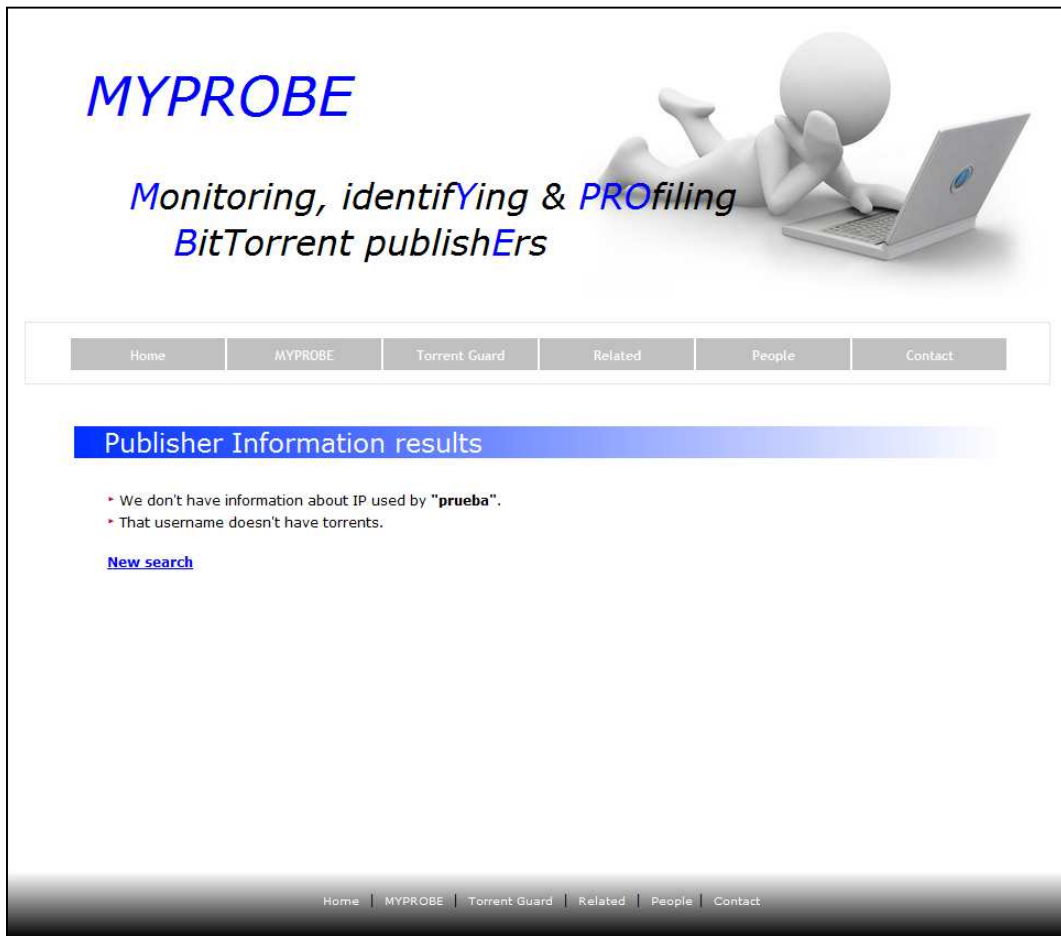 MYPROBE
Monitoring, identifYing & PROfiling
BitTorrent publishErs
Home MYPROBE Torrent Guard Related People Contact
Publisher Information results
We don't have information about IP used by "prueba".
That username doesn't have torrents.
New search
Home | MYPROBE | Torrent Guard | Related | People | Contact